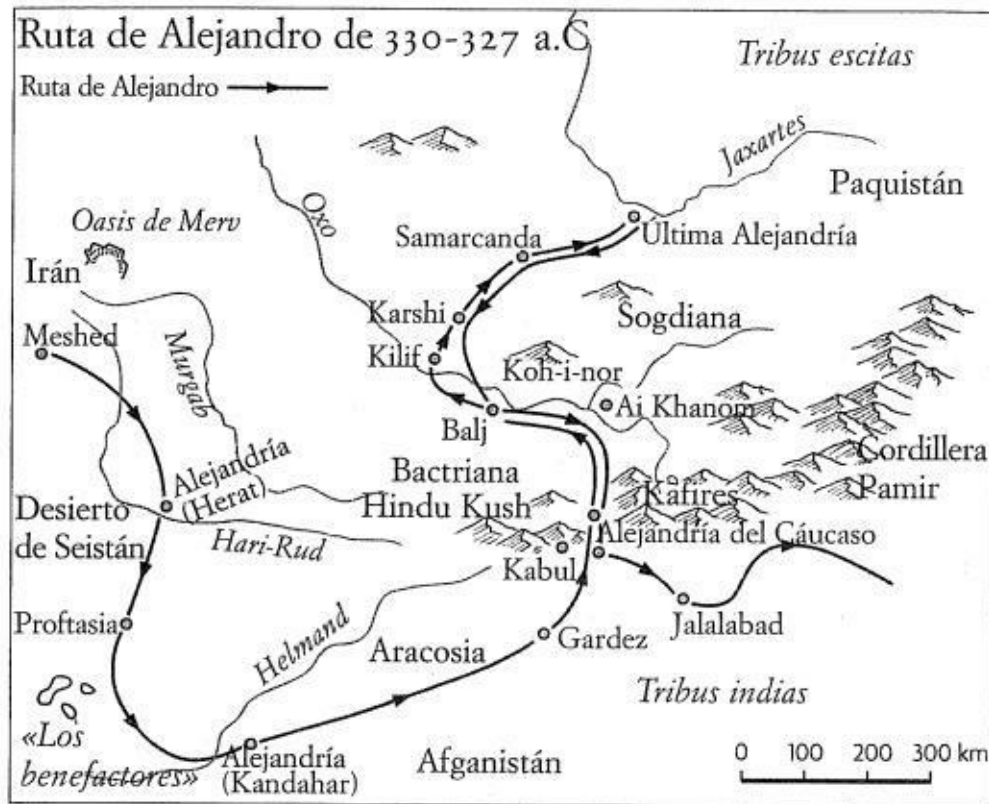 Ruta de Alejandro de 330-327 a.C
Ruta de Alejandro
Tribus escitas
Jaxartes
Paquistán
Oxo
Oasis de Merv
Samarcanda
Última Alejandría
Irán
Karshi
Sogdiana
Meshed
Murgab
Kilif
Koh-i-nor
Balj
Ai Khanom
Alejandría
(Herat)
Bactriana
Hindu Kush
Kafires
Cordillera
Pamir
Desierto
de Seistán
Hari-Rud
Alejandría del Cáucaso
Kabul
Proftasia
Helmand
Aracosia
Gardez
Jalalabad
Tribus indias
«Los
benefactores»
Alejandría
(Kandahar)
Afganistán
0 100 200 300 km